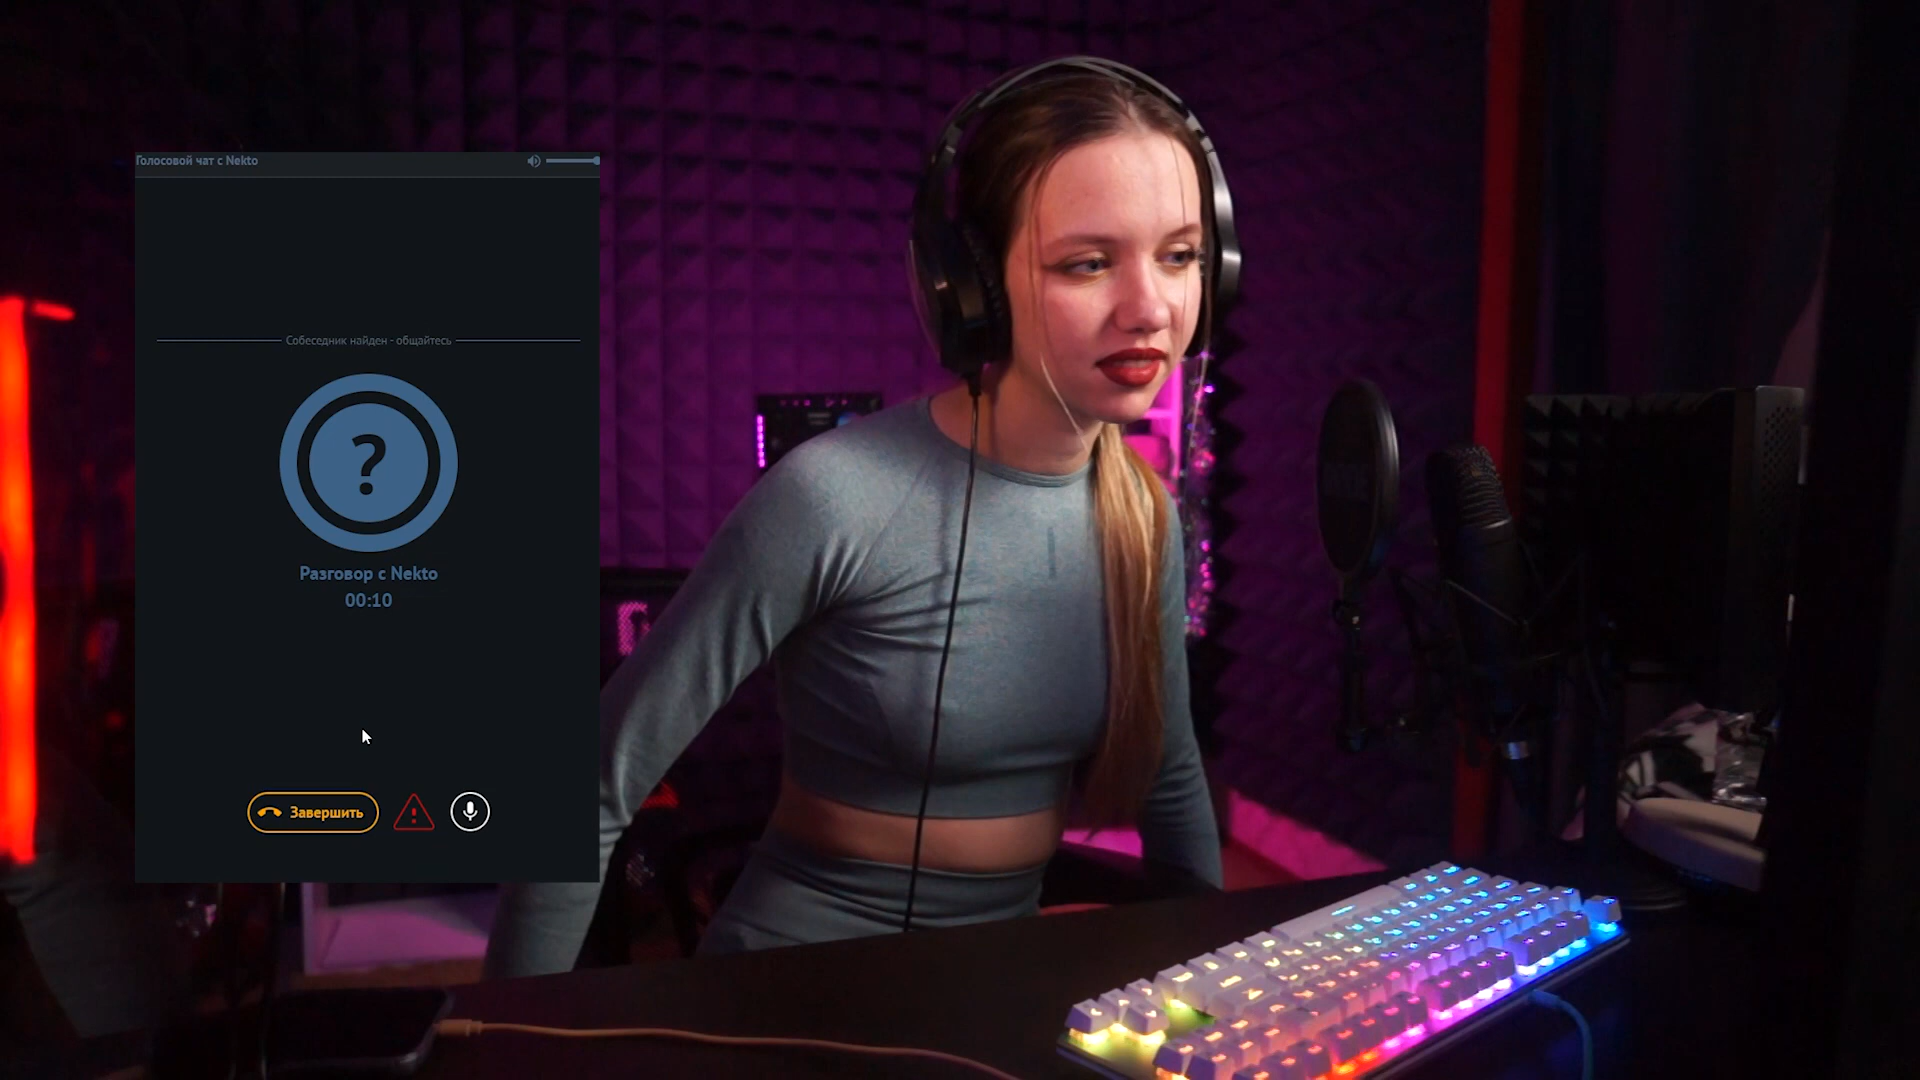 Голосовой чат с Nekto
Собеседник найден - общайтесь
?
Разговор с Nekto
00:10
Завершить